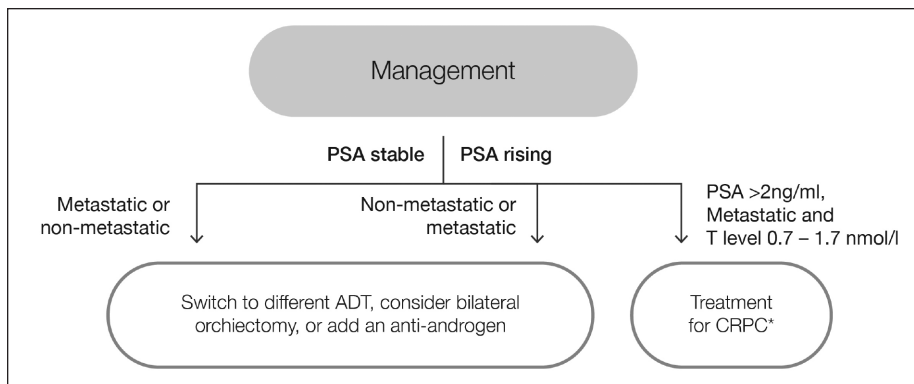 Management
PSA stable
PSA rising
Metastatic or
non-metastatic
Non-metastatic or
metastatic
PSA >2ng/ml,
Metastatic and
T level 0.7 – 1.7 nmol/l
Switch to different ADT, consider bilateral
orchiectomy, or add an anti-androgen
Treatment
for CRPC*